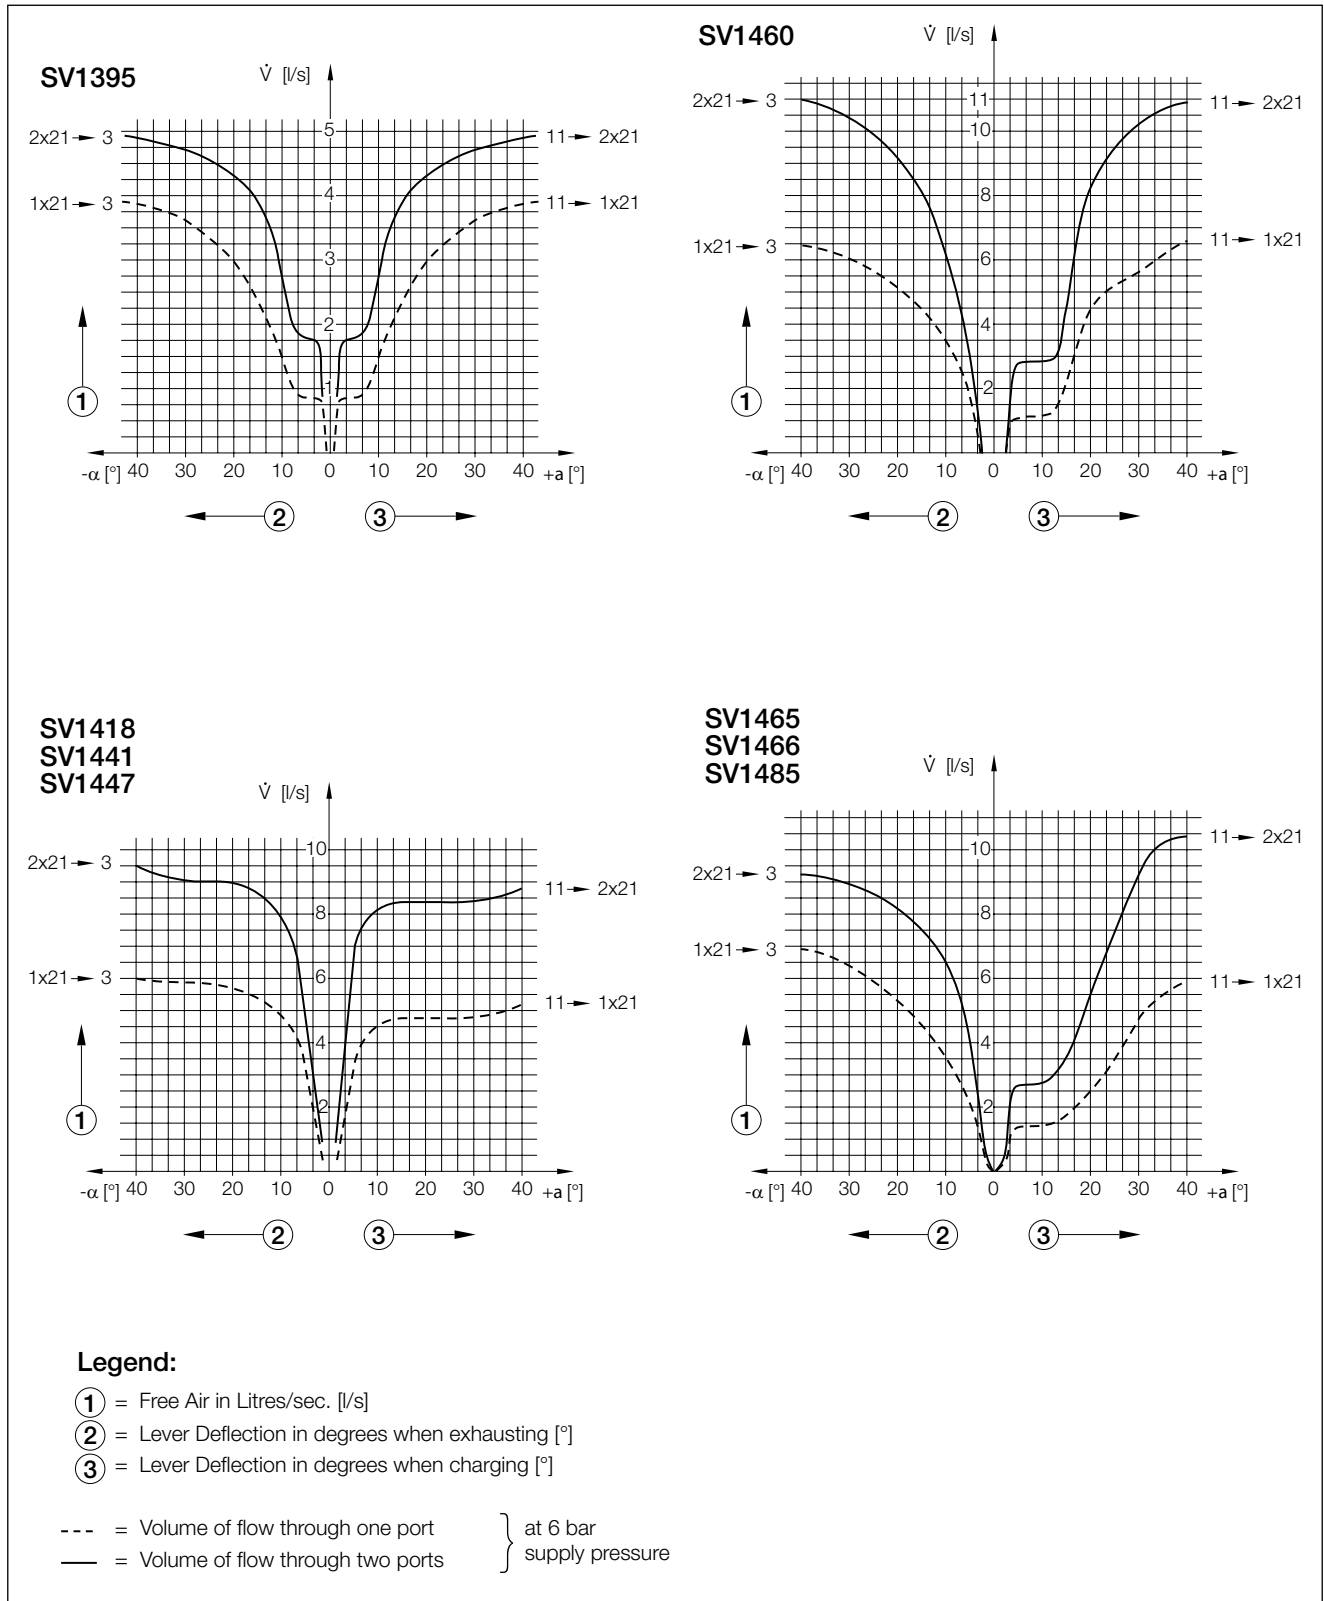 SV1395
V̇ [l/s]
5
4
3
2
1
2x21 → 3
1x21 → 3
11 → 2x21
11 → 1x21
1
-α [°] 40 30 20 10 0 10 20 30 40 +a [°]
2 3
SV1460
V̇ [l/s]
11
10
8
6
4
2
2x21 → 3
1x21 → 3
11 → 2x21
11 → 1x21
1
-α [°] 40 30 20 10 0 10 20 30 40 +a [°]
2 3
SV1418
SV1441
SV1447
V̇ [l/s]
10
8
6
4
2
2x21 → 3
1x21 → 3
11 → 2x21
11 → 1x21
1
-α [°] 40 30 20 10 0 10 20 30 40 +a [°]
2 3
SV1465
SV1466
SV1485
V̇ [l/s]
10
8
6
4
2
2x21 → 3
1x21 → 3
11 → 2x21
11 → 1x21
1
-α [°] 40 30 20 10 0 10 20 30 40 +a [°]
2 3
Legend:
1 = Free Air in Litres/sec. [l/s]
2 = Lever Deflection in degrees when exhausting [°]
3 = Lever Deflection in degrees when charging [°]
= Volume of flow through one port
= Volume of flow through two ports
at 6 bar
supply pressure